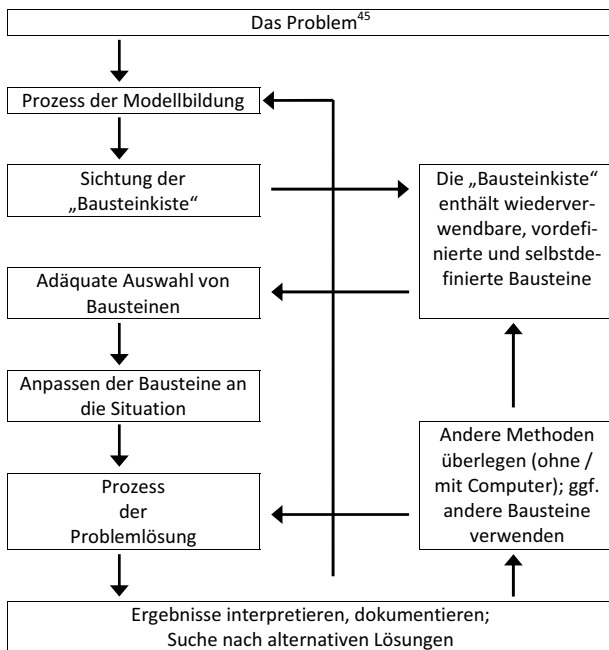 Das Problem45
Prozess der Modellbildung
Sichtung der
„Bausteinkiste“
Die „Bausteinkiste“
enthält wiederver-
wendbare, vordefi-
nierte und selbstde-
finierte Bausteine
Adäquate Auswahl von
Bausteinen
Anpassen der Bausteine an
die Situation
Andere Methoden
überlegen (ohne /
mit Computer); ggf.
andere Bausteine
verwenden
Prozess
der
Problemlösung
Ergebnisse interpretieren, dokumentieren;
Suche nach alternativen Lösungen